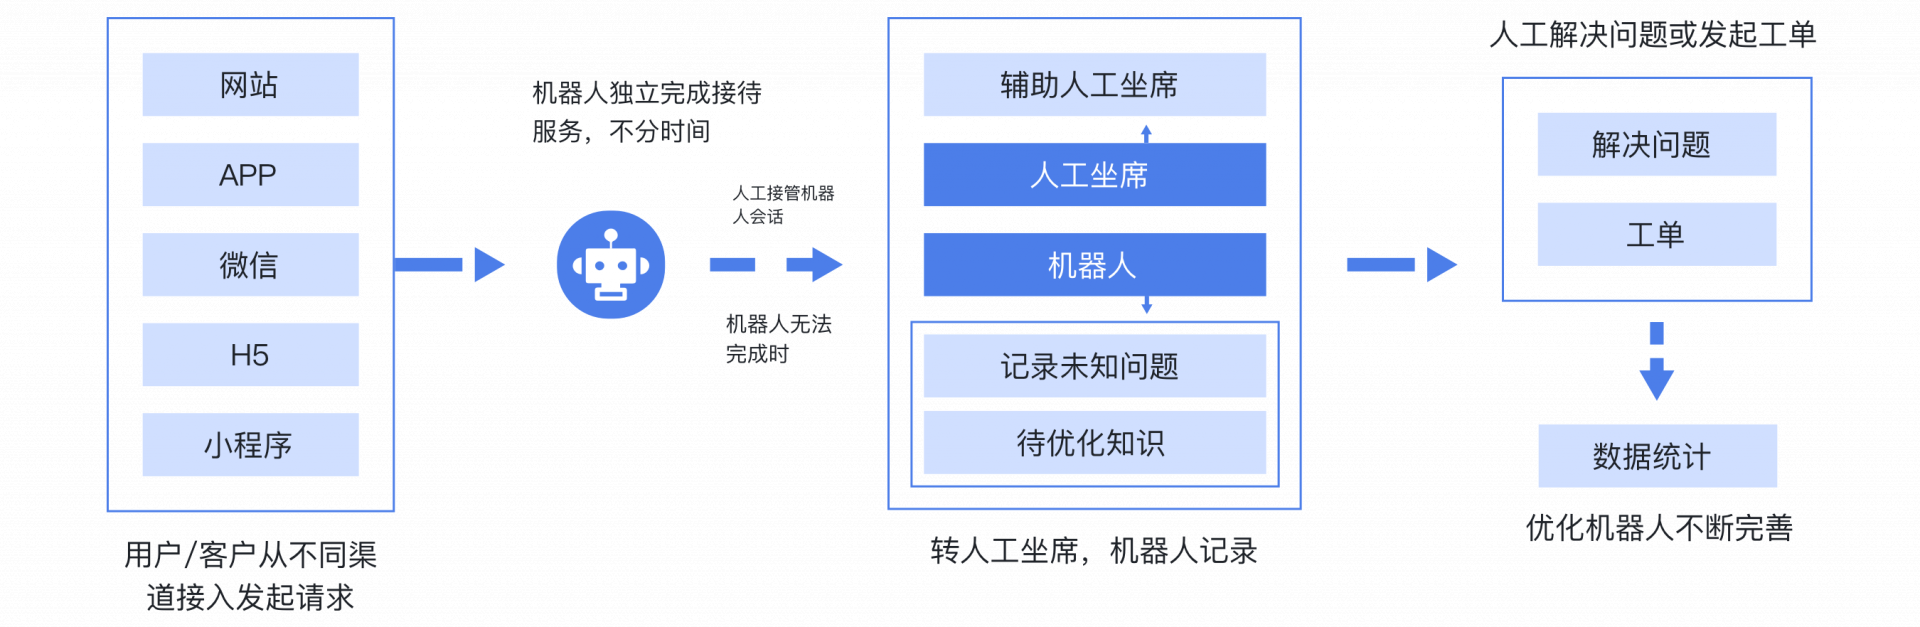 网站
APP
微信
H5
小程序
用户/客户从不同渠
道接入发起请求
机器人独立完成接待
服务，不分时间
人工接管机器
人会话
机器人无法
完成时
辅助人工坐席
人工坐席
机器人
记录未知问题
待优化知识
转人工坐席，机器人记录
人工解决问题或发起工单
解决问题
工单
数据统计
优化机器人不断完善